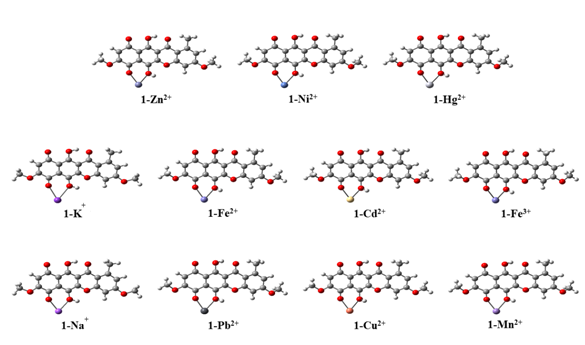 1-Zn²⁺ 1-Ni²⁺ 1-Hg²⁺
1-K⁺ 1-Fe²⁺ 1-Cd²⁺ 1-Fe³⁺
1-Na⁺ 1-Pb²⁺ 1-Cu²⁺ 1-Mn²⁺